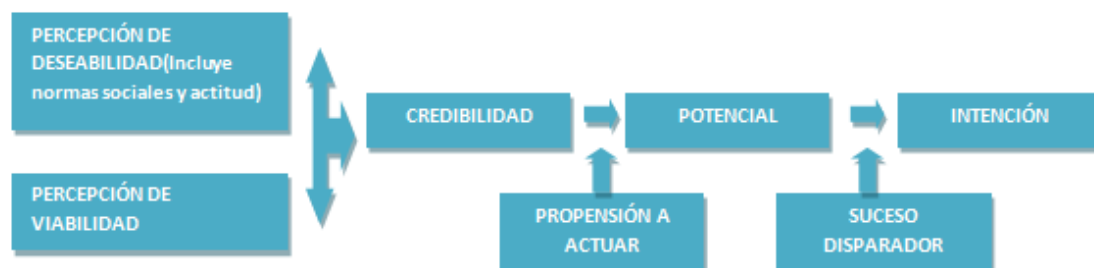 PERCEPCIÓN DE
DESEABILIDAD(Incluye
normas sociales y actitud)
PERCEPCIÓN DE
VIABILIDAD
CREDIBILIDAD
POTENCIAL
INTENCIÓN
PROPENSIÓN A
ACTUAR
SUCESO
DISPARADOR